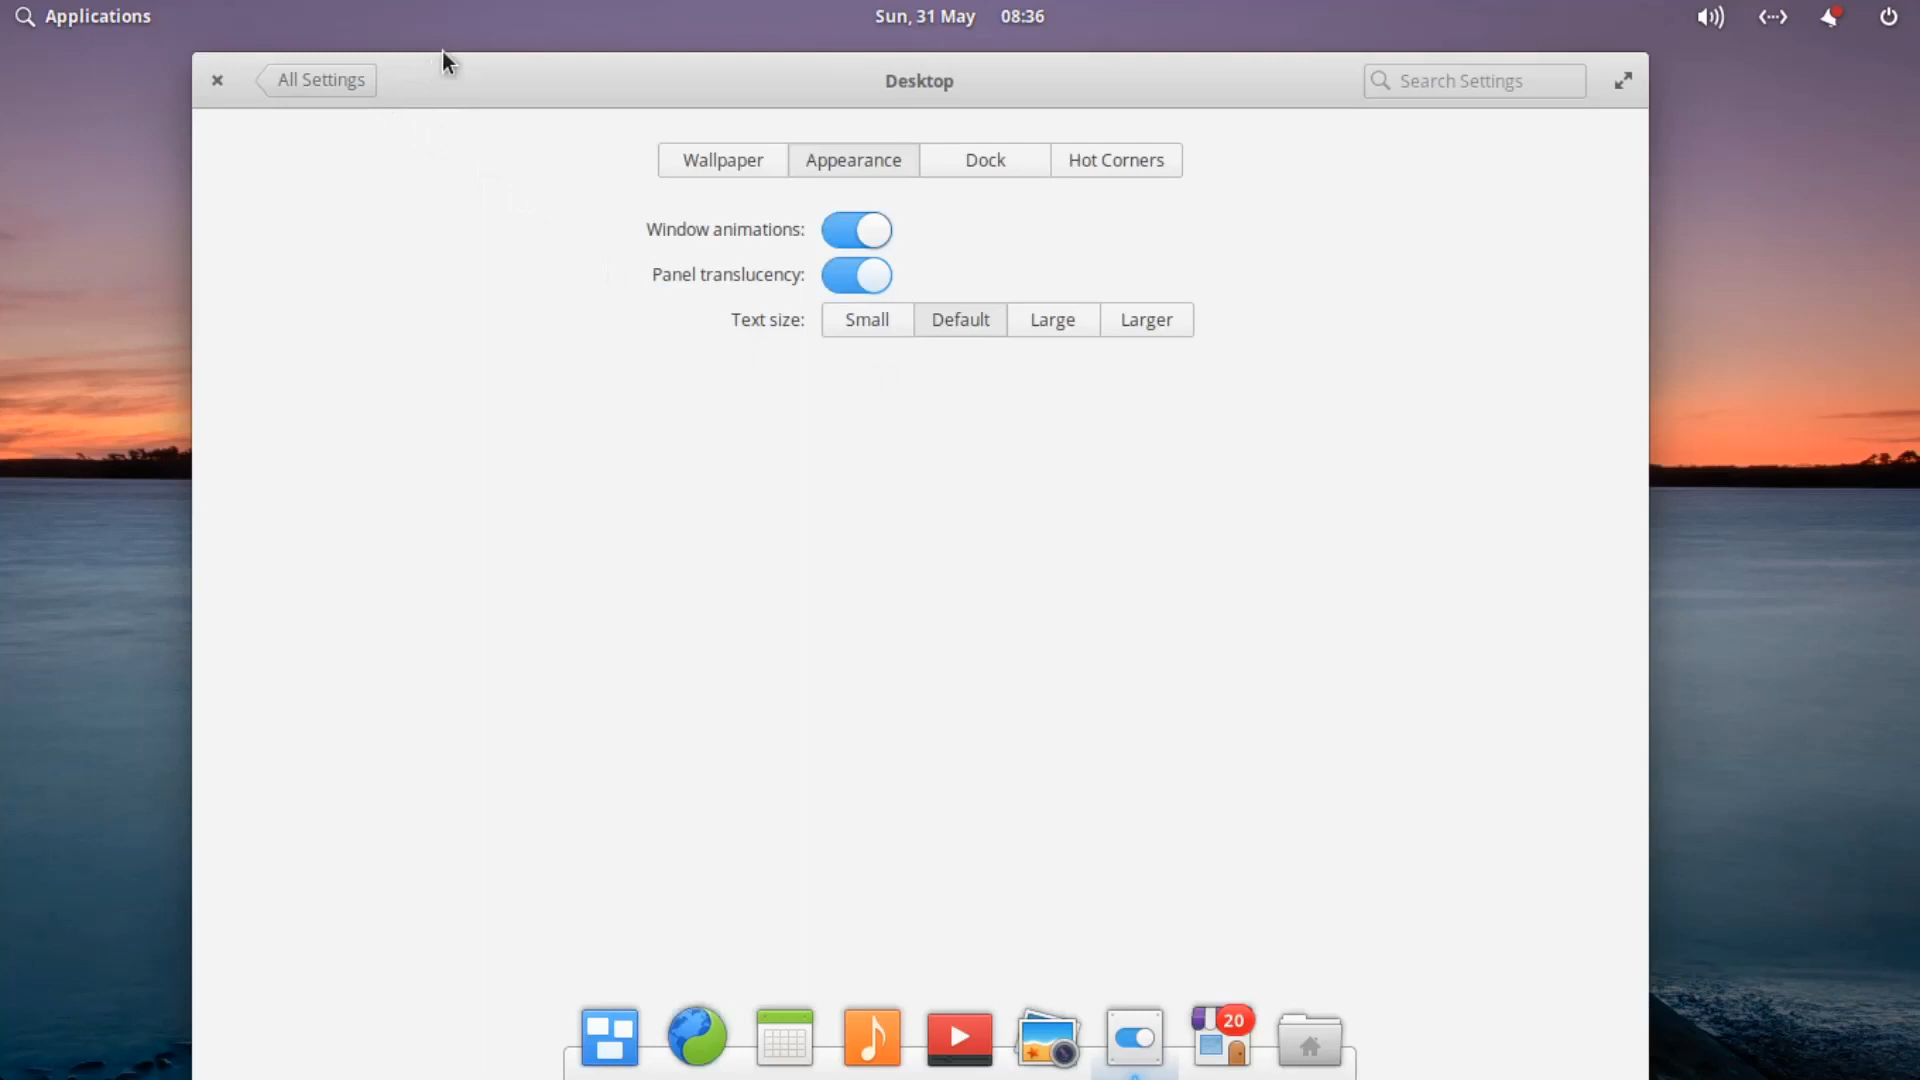 Applications
Sun, 31 May 08:36
All Settings
Desktop
Search Settings
Wallpaper
Appearance
Dock
Hot Corners
Window animations:
Panel translucency:
Text size:
Small
Default
Large
Larger
20